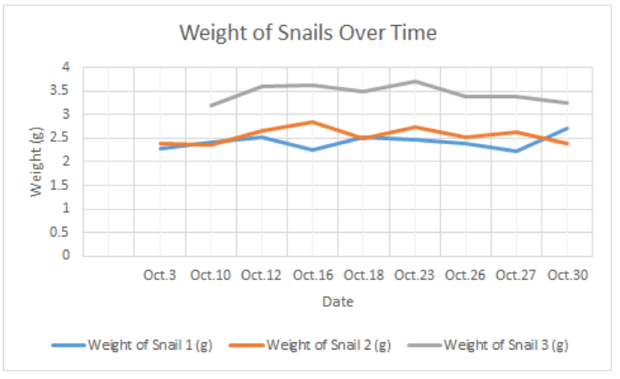 Weight of Snails Over Time
4
3.5
3
2.5
2
1.5
1
0.5
0
Weight (g)
Oct.3 Oct.10 Oct.12 Oct.16 Oct.18 Oct.23 Oct.26 Oct.27 Oct.30
Date
Weight of Snail 1 (g) Weight of Snail 2 (g) Weight of Snail 3 (g)